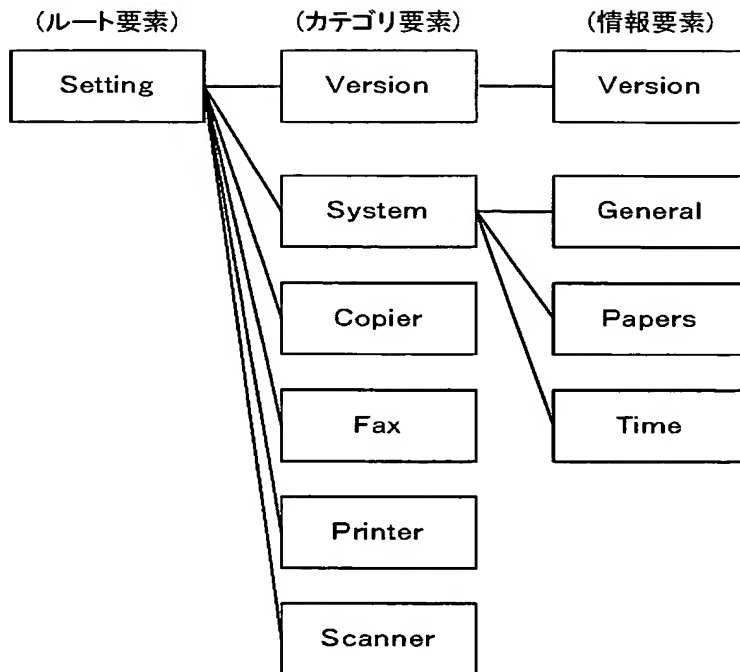 (ルート要素) (カテゴリ要素) (情報要素)
Setting Version Version
System General
Copier Papers
Fax Time
Printer
Scanner